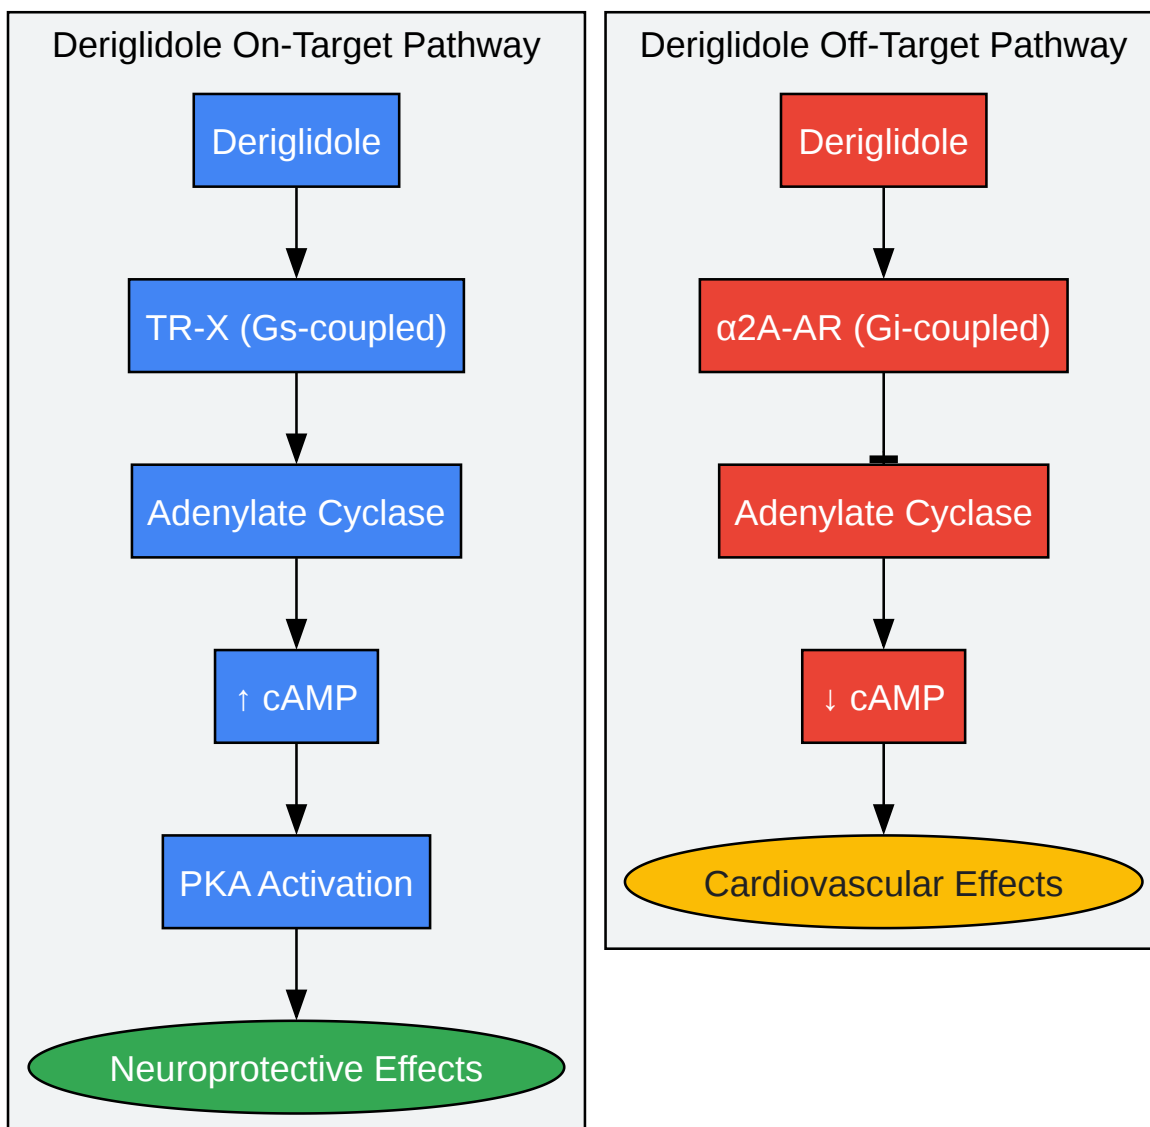 Deriglidole On-Target Pathway
Deriglidole
TR-X (Gs-coupled)
Adenylate Cyclase
↑ cAMP
PKA Activation
Neuroprotective Effects
Deriglidole Off-Target Pathway
Deriglidole
α2A-AR (Gi-coupled)
Adenylate Cyclase
↓ cAMP
Cardiovascular Effects